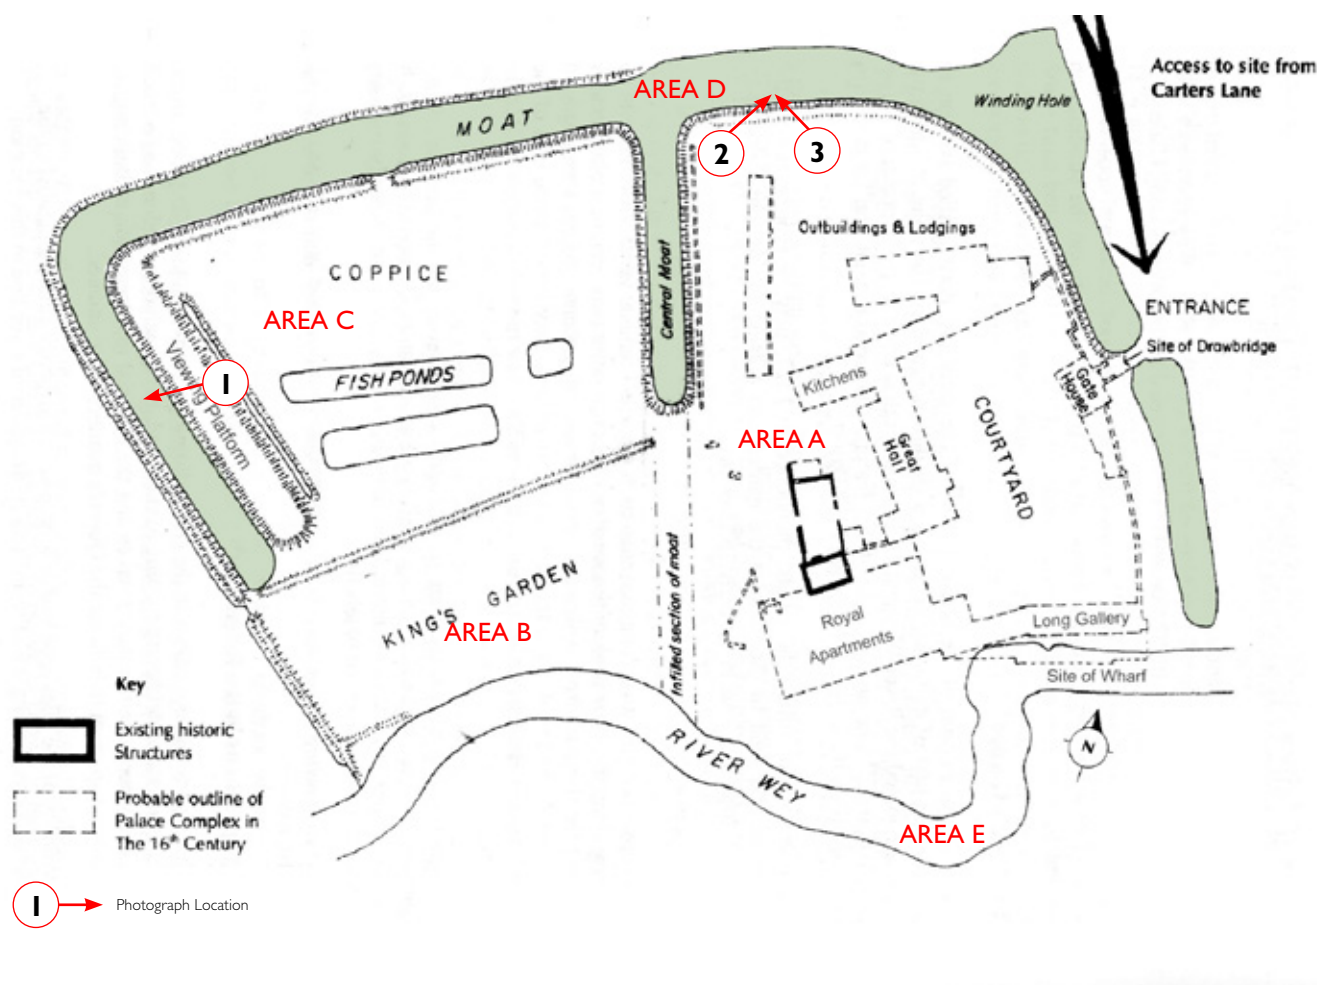 Access to site from
Carters Lane
AREA D
MOAT
Winding Hole
2
3
Outbuildings & Lodgings
COPPICE
Central Moat
AREA C
ENTRANCE
Site of Drawbridge
Viewing Platform
1
FISH PONDS
Kitchens
Gate
House
COURTYARD
AREA A
Great
Hall
Infilled section of moat
KING'S GARDEN
AREA B
Royal
Apartments
Long Gallery
Site of Wharf
N
RIVER WEY
AREA E
Key
Existing historic
Structures
Probable outline of
Palace Complex in
The 16th Century
1
Photograph Location